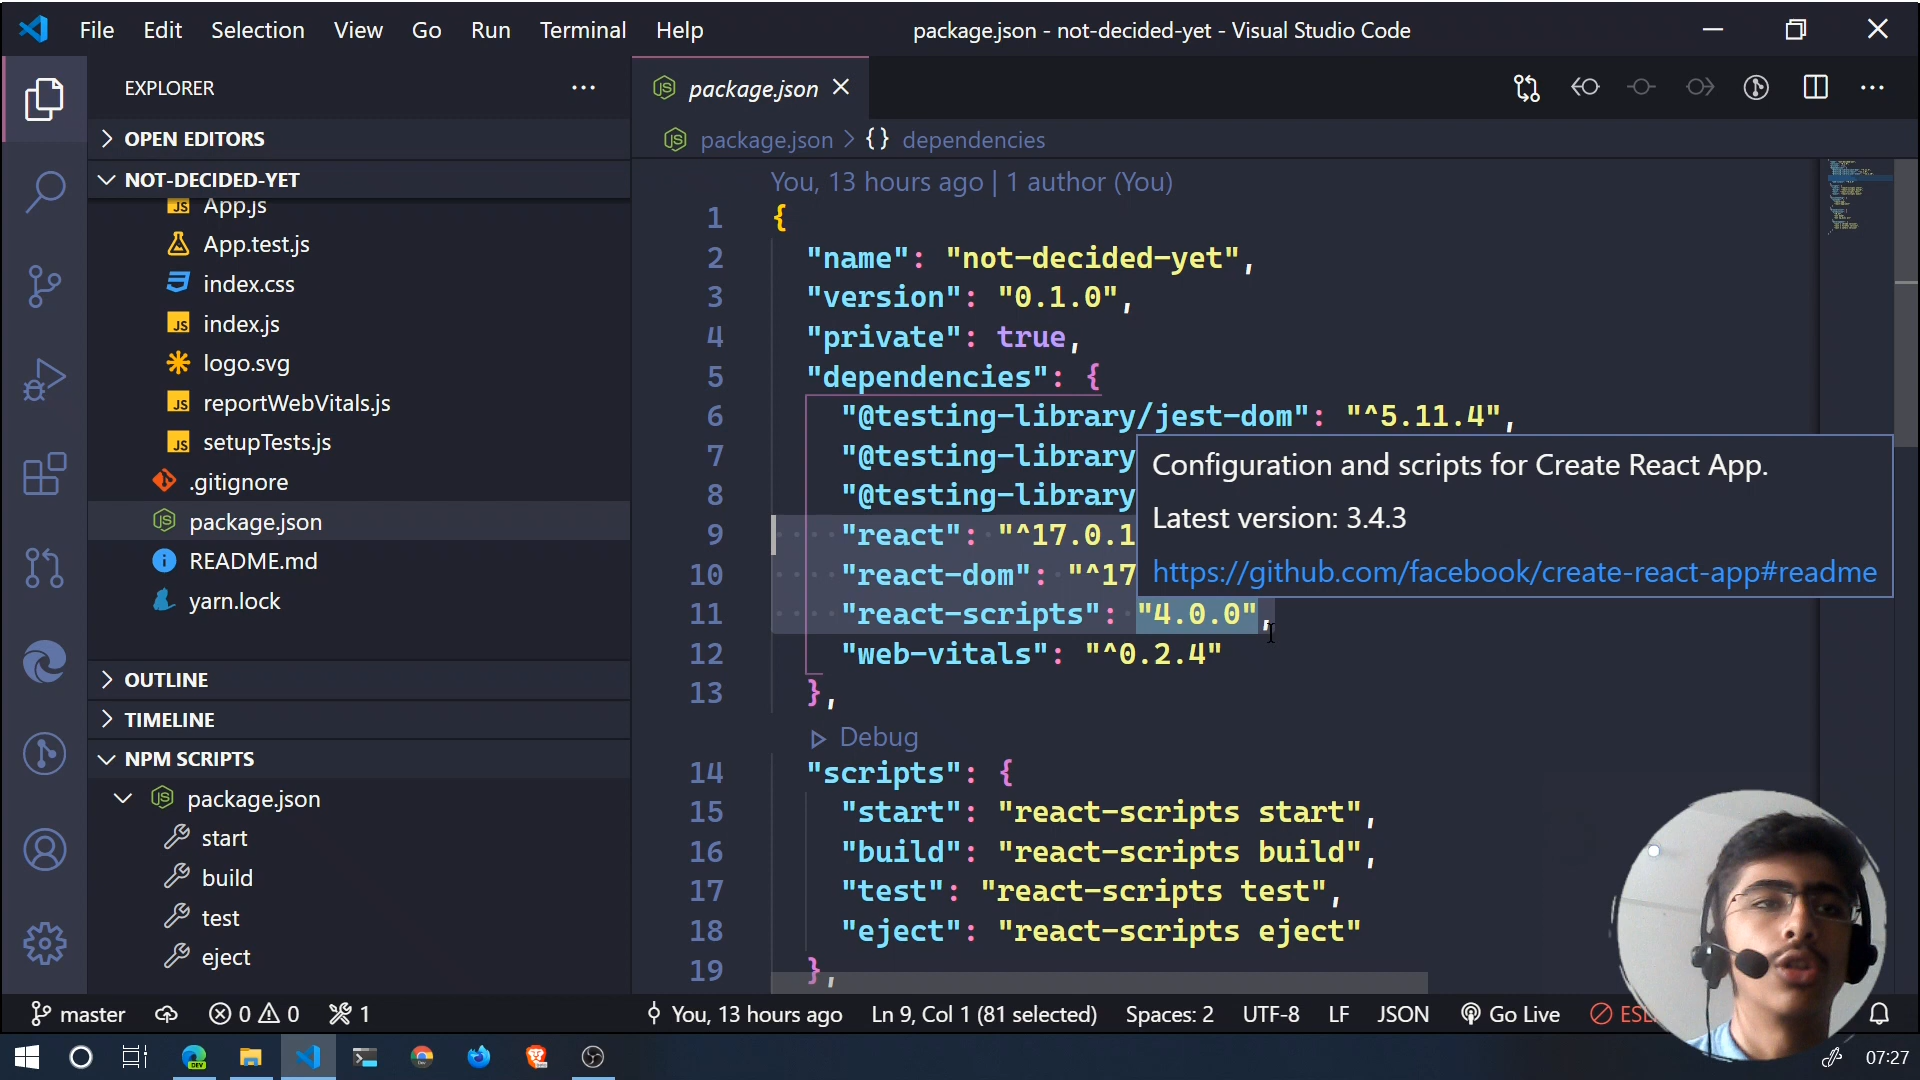 File Edit Selection View Go Run Terminal Help
package.json - not-decided-yet - Visual Studio Code
EXPLORER
OPEN EDITORS
NOT-DECIDED-YET
JS App.js
App.test.js
index.css
JS index.js
logo.svg
JS reportWebVitals.js
JS setupTests.js
.gitignore
package.json
README.md
yarn.lock
OUTLINE
TIMELINE
NPM SCRIPTS
package.json
start
build
test
eject
package.json
package.json > {} dependencies
You, 13 hours ago | 1 author (You)
1 {
2 "name": "not-decided-yet",
3 "version": "0.1.0",
4 "private": true,
5 "dependencies": {
6 "@testing-library/jest-dom": "^5.11.4",
7 "@testing-library
8 "@testing-library
9 "react": "^17.0.1
10 "react-dom": "^17
11 "react-scripts": "4.0.0",
12 "web-vitals": "^0.2.4"
13 },
Debug
14 "scripts": {
15 "start": "react-scripts start",
16 "build": "react-scripts build",
17 "test": "react-scripts test",
18 "eject": "react-scripts eject"
19 },
Configuration and scripts for Create React App.
Latest version: 3.4.3
https://github.com/facebook/create-react-app#readme
master 0 0 1 You, 13 hours ago Ln 9, Col 1 (81 selected) Spaces: 2 UTF-8 LF JSON Go Live ESL
DEV
07:27